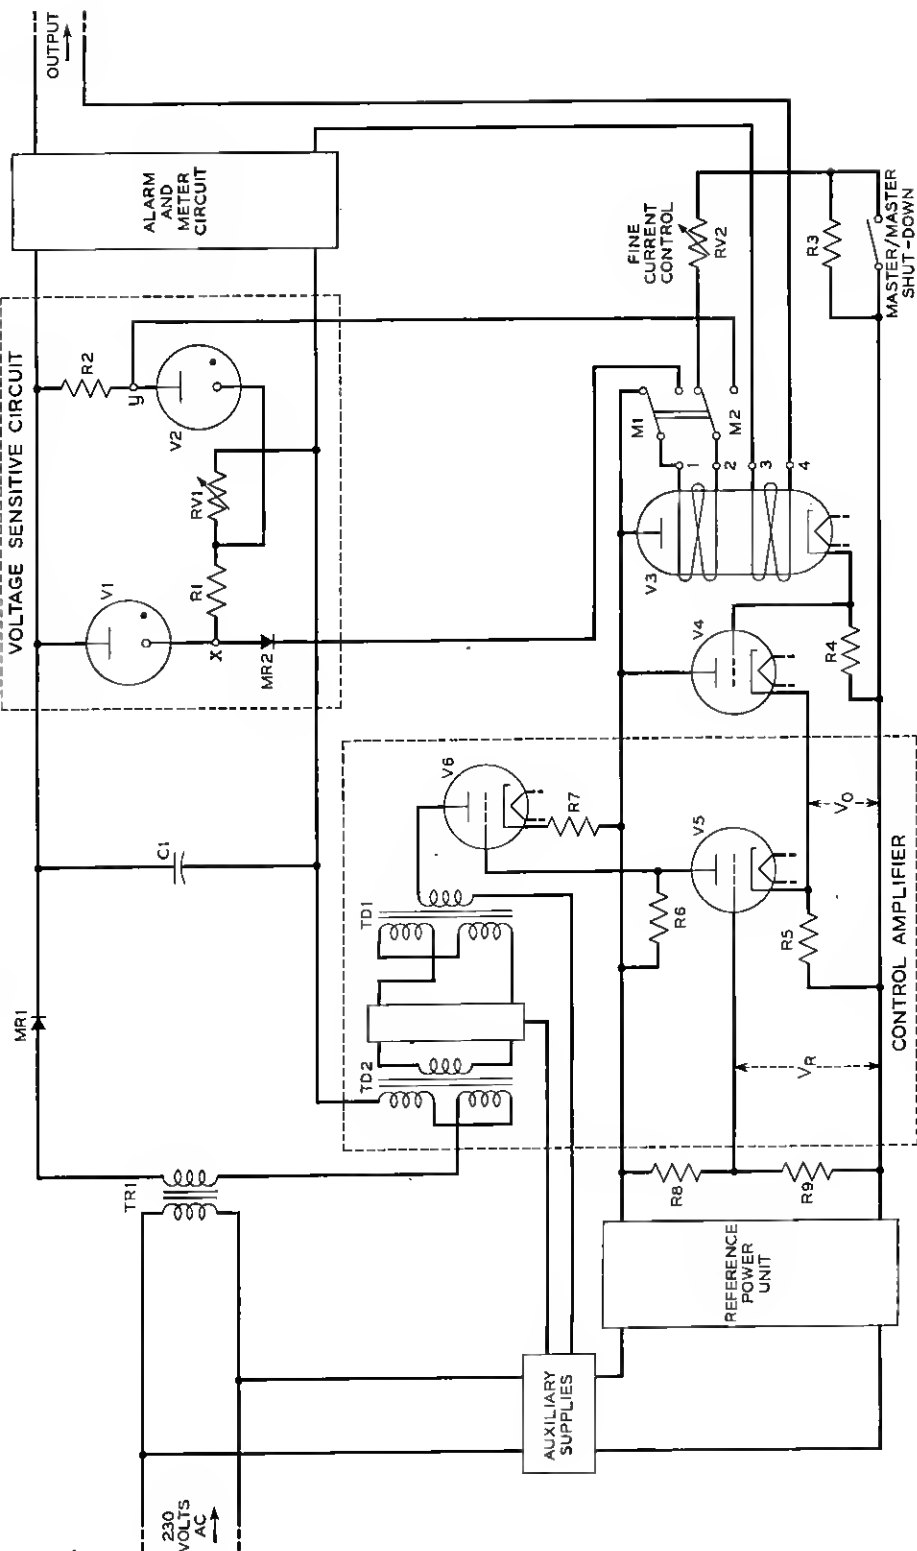 230
VOLTS
AC
TR1
MR1
C1
VOLTAGE SENSITIVE CIRCUIT
V1
R1
X
MR2
RV1
V2
R2
y
ALARM
AND
METER
CIRCUIT
OUTPUT
TD2
TD1
V6
R7
AUXILIARY
SUPPLIES
REFERENCE
POWER
UNIT
R8
R9
VR
R6
V5
R5
VO
CONTROL AMPLIFIER
V4
R4
V3
1
2
3
4
M1
M2
FINE
CURRENT
CONTROL
RV2
R3
MASTER/MASTER
SHUT-DOWN